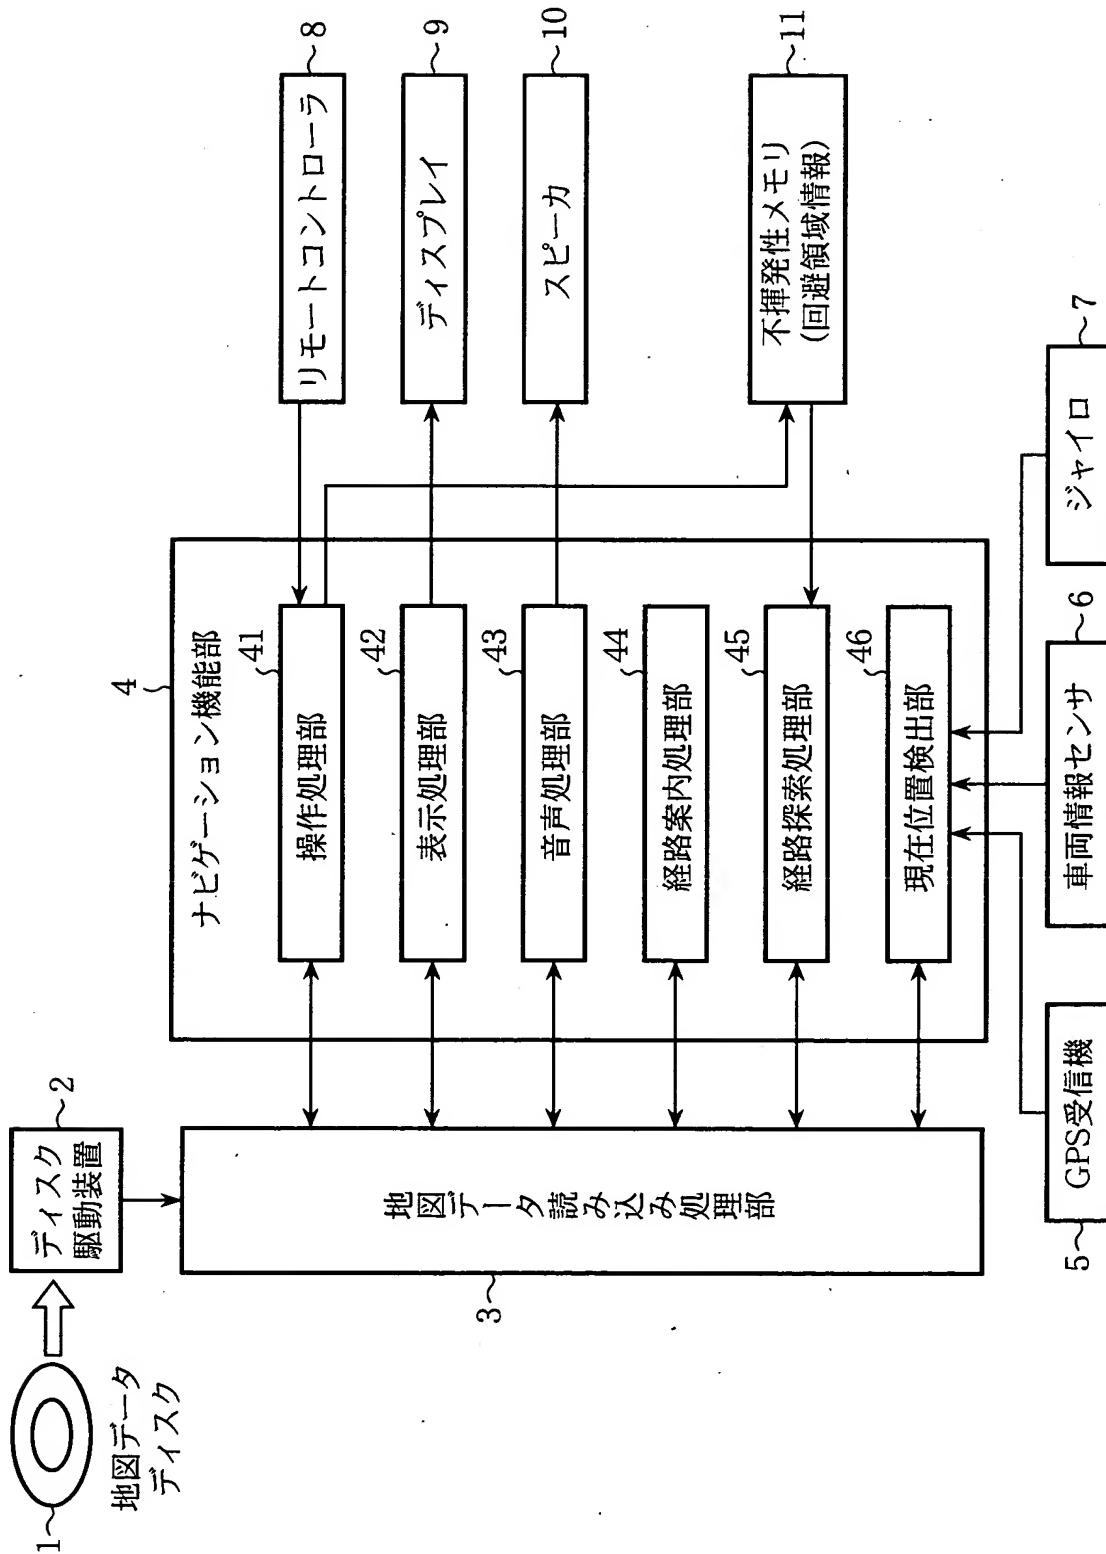 1
地図データ
ディスク
ディスク
駆動装置
2
地図データ読み込み処理部
3
4
ナビゲーション機能部
操作処理部
41
表示処理部
42
音声処理部
43
経路案内処理部
44
経路探索処理部
45
現在位置検出部
46
GPS受信機
5
車両情報センサ
6
ジャイロ
7
リモートコントローラ
8
ディスプレイ
9
スピーカ
10
不揮発性メモリ
(回避領域情報)
11